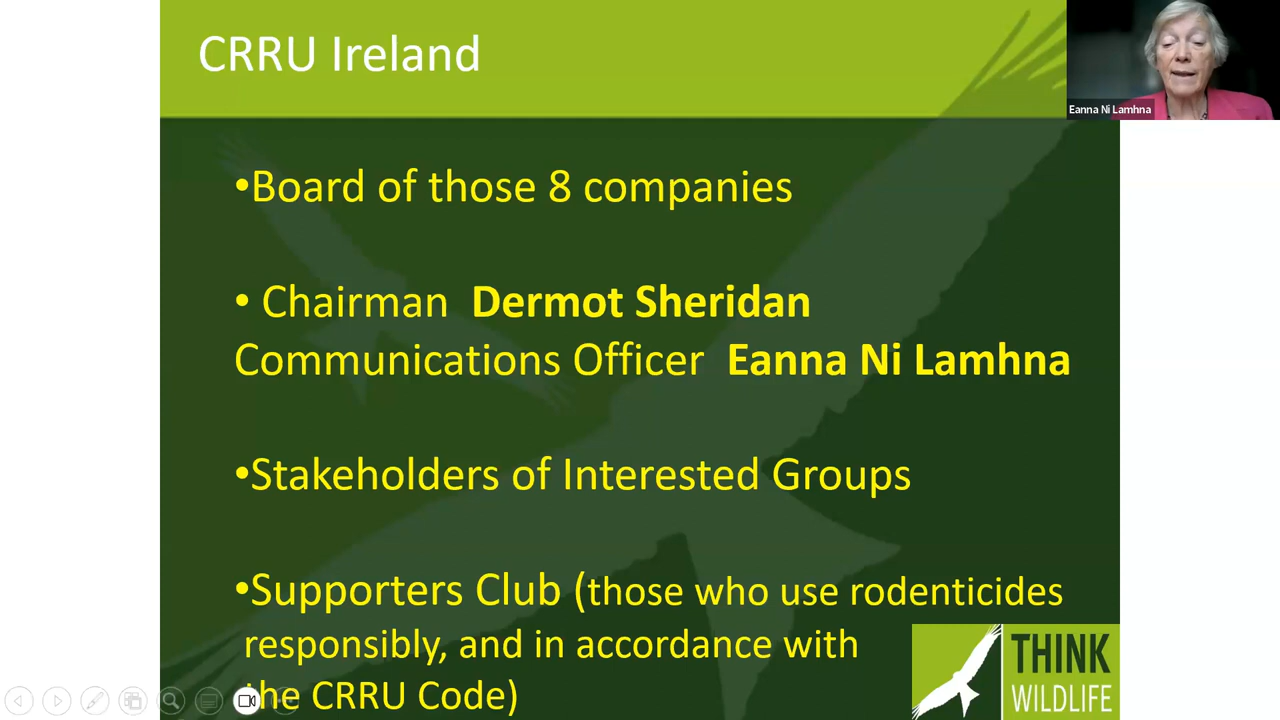 CRRU Ireland
Eanna Ni Lamhna
•Board of those 8 companies
• Chairman Dermot Sheridan
Communications Officer Eanna Ni Lamhna
•Stakeholders of Interested Groups
•Supporters Club (those who use rodenticides
responsibly, and in accordance with
the CRRU Code)
THINK
WILDLIFE